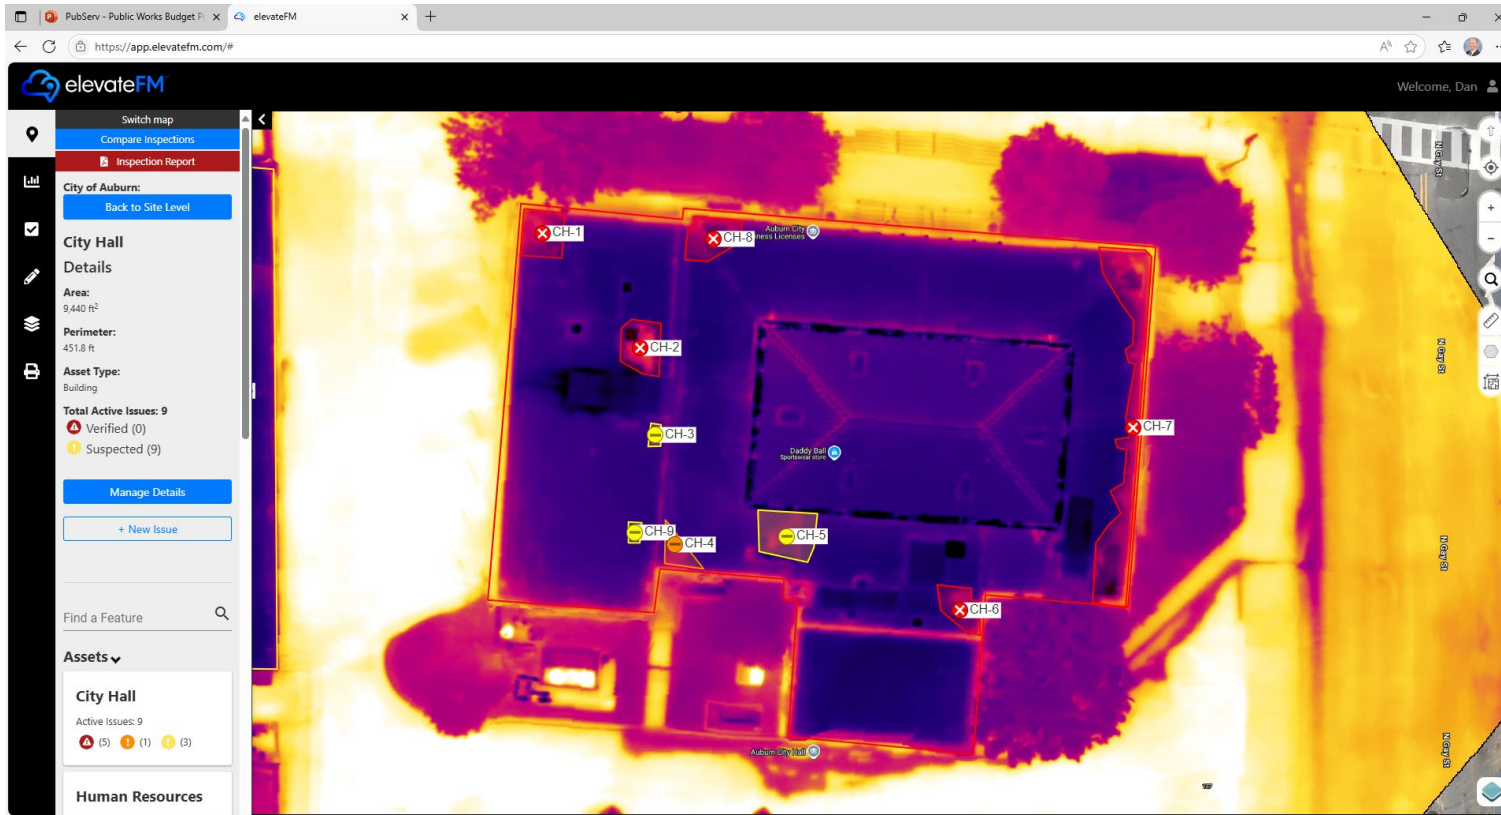 PubServ - Public Works Budget P
elevateFM
https://app.elevatefm.com/#
elevateFM
Welcome, Dan
Switch map
Compare Inspections
Inspection Report
City of Auburn:
Back to Site Level
City Hall
Details
Area:
9,440 ft²
Perimeter:
451.8 ft
Asset Type:
Building
Total Active Issues: 9
Verified (0)
Suspected (9)
Manage Details
+ New Issue
Find a Feature
Assets
City Hall
Active Issues: 9
(5) (1) (3)
Human Resources
CH-1
CH-8
Auburn City
ness Licenses
CH-2
CH-3
CH-7
Daddy Ball
Sportswear store
CH-9
CH-4
CH-5
CH-6
Auburn City Hall
N Gay St
N Gay St
N Gay St
N Gay St